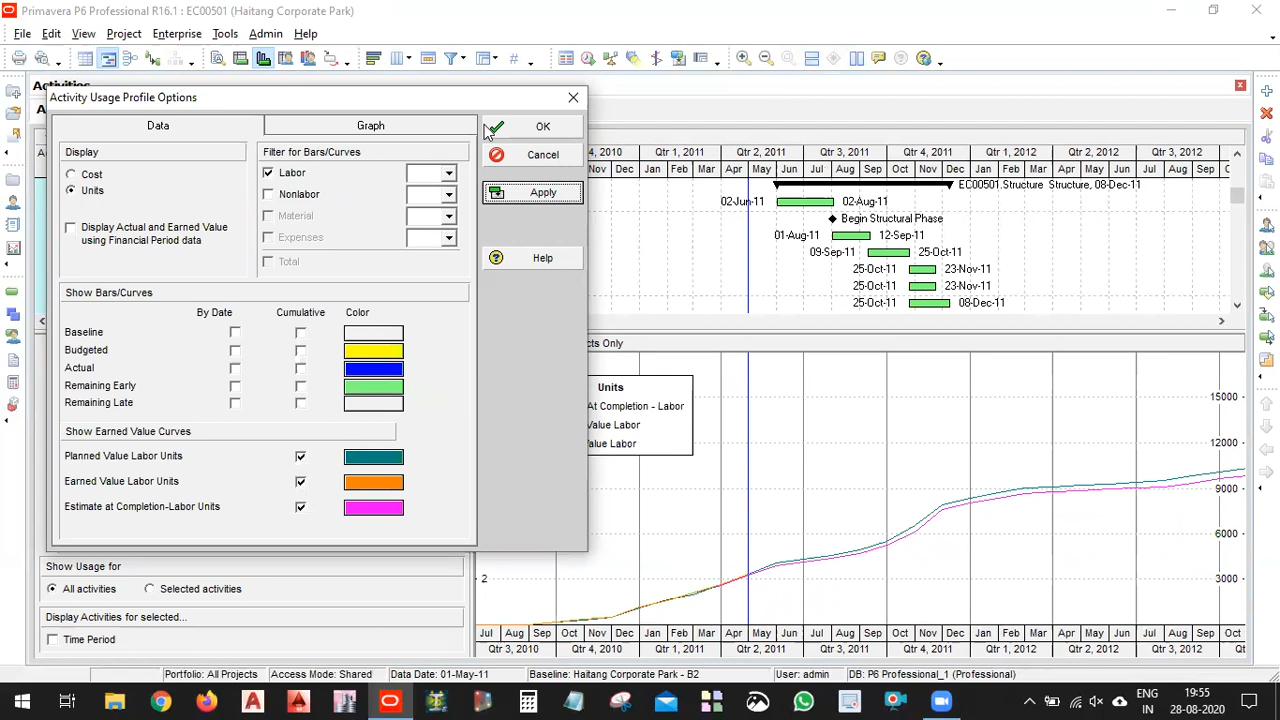 Primavera P6 Professional R16.1 : EC00501 (Haitang Corporate Park)
File Edit View Project Enterprise Tools Admin Help
Activities
Activity Usage Profile Options
Data Graph
OK
Cancel
Apply
Help
Display
Cost
Units
Display Actual and Earned Value
using Financial Period data
Filter for Bars/Curves
Labor
Nonlabor
Material
Expenses
Total
Show Bars/Curves
By Date Cumulative Color
Baseline
Budgeted
Actual
Remaining Early
Remaining Late
Show Earned Value Curves
Planned Value Labor Units
Earned Value Labor Units
Estimate at Completion-Labor Units
4, 2010 Qtr 1, 2011 Qtr 2, 2011 Qtr 3, 2011 Qtr 4, 2011 Qtr 1, 2012 Qtr 2, 2012 Qtr 3, 2012
Nov Dec Jan Feb Mar Apr May Jun Jul Aug Sep Oct Nov Dec Jan Feb Mar Apr May Jun Jul Aug Sep
EC00501.Structure Structure, 08-Dec-11
02-Jun-11 02-Aug-11
Begin Structural Phase
01-Aug-11 12-Sep-11
09-Sep-11 25-Oct-11
25-Oct-11 23-Nov-11
25-Oct-11 23-Nov-11
25-Oct-11 08-Dec-11
cts Only
Units
At Completion - Labor
Value Labor
Value Labor
15000
12000
9000
6000
3000
2
Show Usage for
All activities Selected activities
Display Activities for selected...
Time Period
Jul Aug Sep Oct Nov Dec Jan Feb Mar Apr May Jun Jul Aug Sep Oct Nov Dec Jan Feb Mar Apr May Jun Jul Aug Sep Oct
Qtr 3, 2010 Qtr 4, 2010 Qtr 1, 2011 Qtr 2, 2011 Qtr 3, 2011 Qtr 4, 2011 Qtr 1, 2012 Qtr 2, 2012 Qtr 3, 2012 Qt
Portfolio: All Projects Access Mode: Shared Data Date: 01-May-11 Baseline: Haitang Corporate Park - B2 User: admin DB: P6 Professional_1 (Professional)
ENG 19:55
IN 28-08-2020